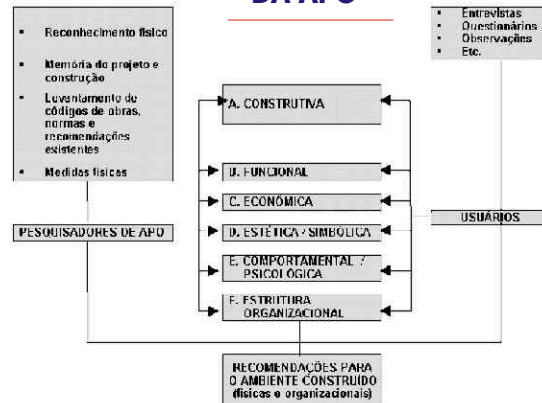 DA APO
▪ Reconhecimento físico
▪ Memória do projeto e
construção
▪ Levantamento de
códigos de obras,
normas e
recomendações
existentes
▪ Medidas físicas
▪ Entrevistas
▪ Questionários
▪ Observações
▪ Etc.
A. CONSTRUTIVA
B. FUNCIONAL
C. ECONÔMICA
D. ESTÉTICA / SIMBÓLICA
E. COMPORTAMENTAL /
PSICOLÓGICA
F. ESTRUTURA
ORGANIZACIONAL
PESQUISADORES DE APO
USUÁRIOS
RECOMENDAÇÕES PARA
O AMBIENTE CONSTRUÍDO
(físicas e organizacionais)